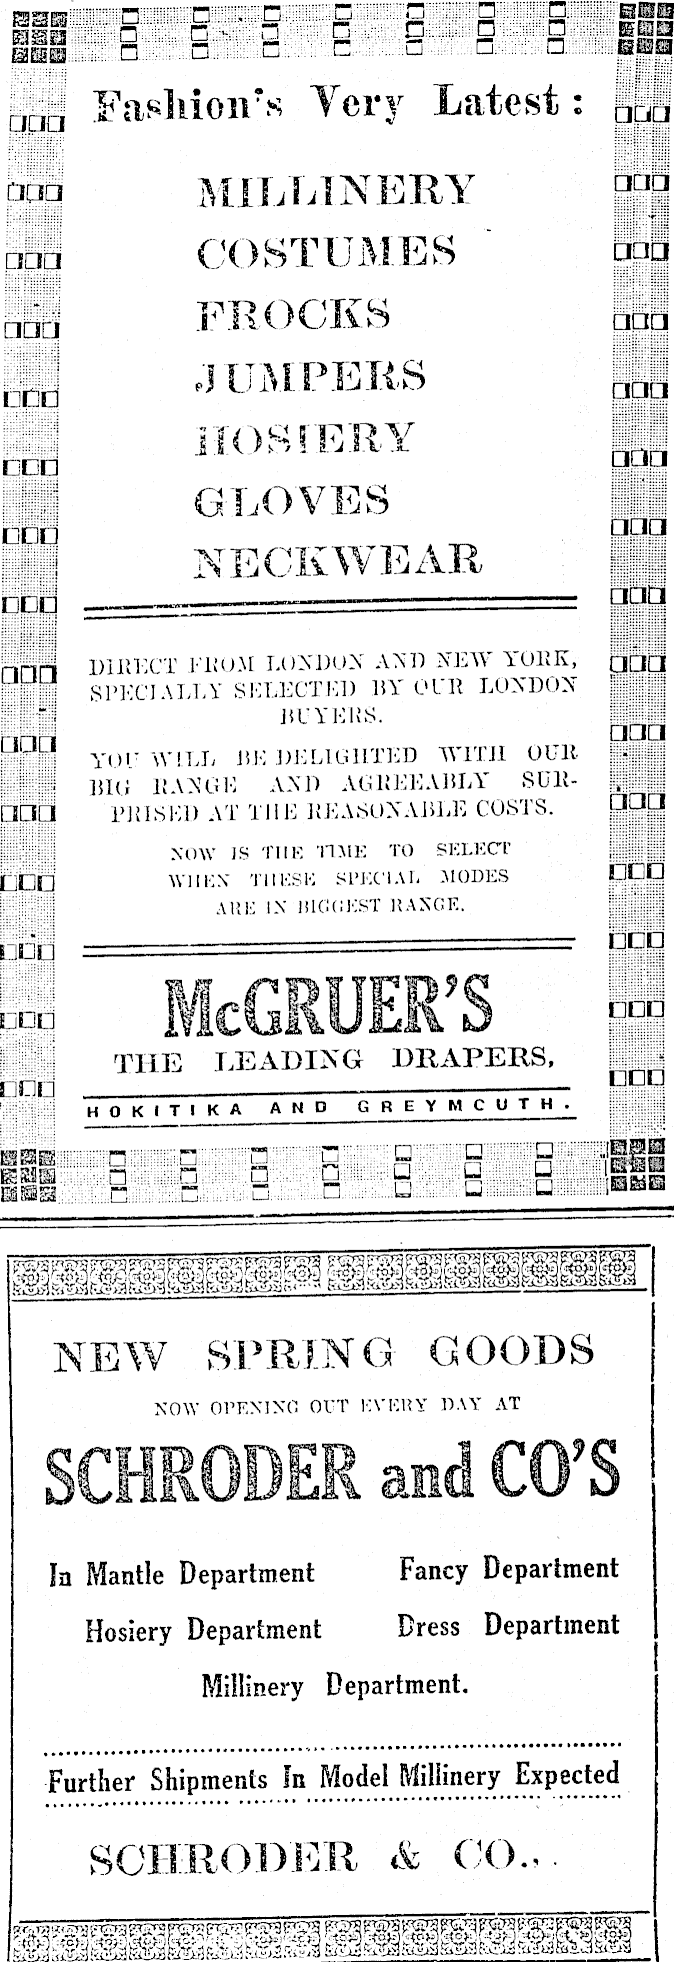 Fashion's Very Latest:
MILLINERY
COSTUMES
FROCKS
JUMPERS
HOSIERY
GLOVES
NECKWEAR
DIRECT FROM LONDON AND NEW YORK,
SPECIALLY SELECTED BY OUR LONDON
BUYERS.
YOU WILL BE DELIGHTED WITH OUR
BIG RANGE AND AGREEABLY SUR-
PRISED AT THE REASONABLE COSTS.
NOW IS THE TIME TO SELECT
WHEN THESE SPECIAL MODES
ARE IN BIGGEST RANGE.
McGRUER'S
THE LEADING DRAPERS,
HOKITIKA AND GREYMCUTH.
NEW SPRING GOODS
NOW OPENING OUT EVERY DAY AT
SCHRODER and CO'S
In Mantle Department Fancy Department
Hosiery Department Dress Department
Millinery Department.
Further Shipments In Model Millinery Expected
SCHRODER & CO.,.